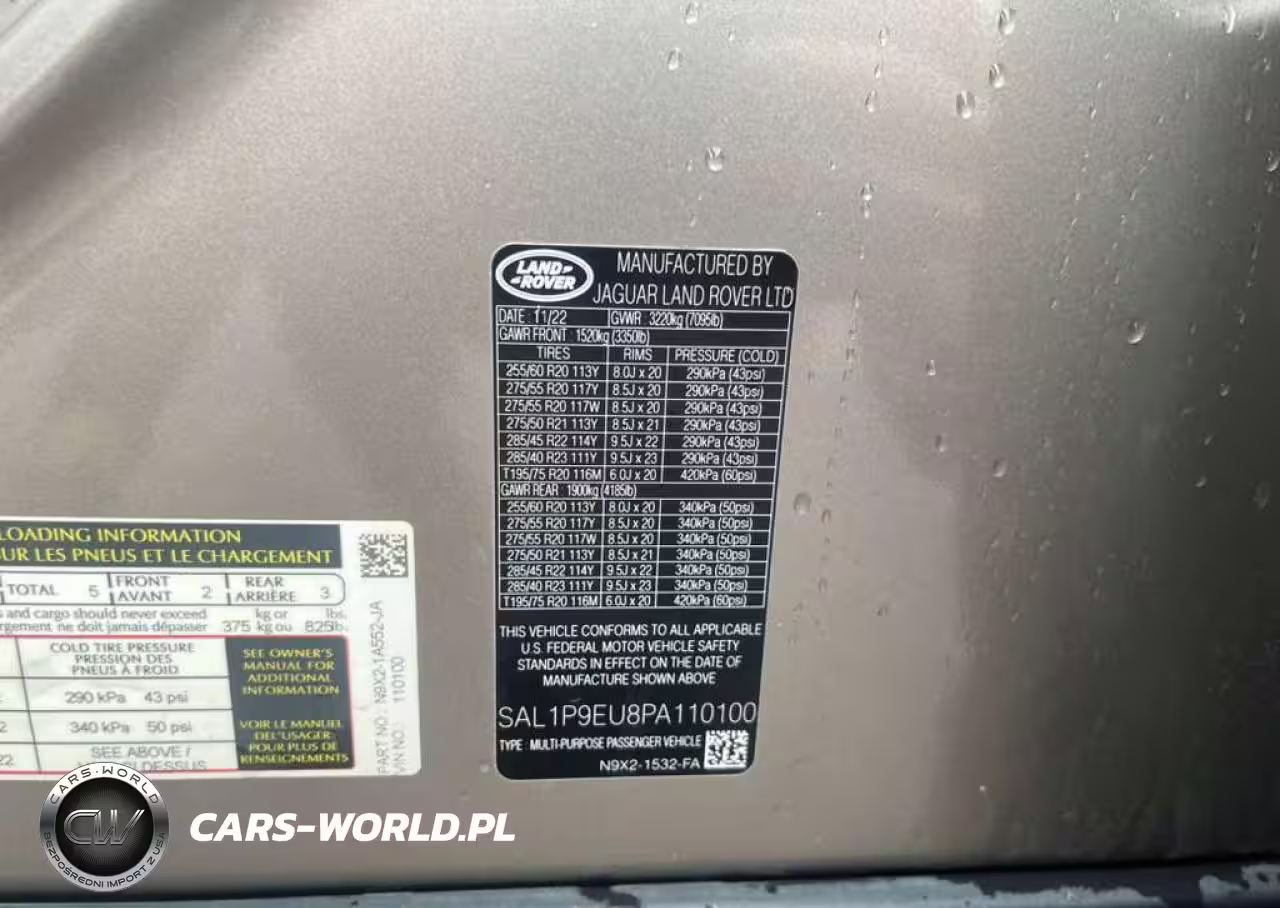 LAND-
-ROVER
MANUFACTURED BY
JAGUAR LAND ROVER LTD
DATE : 11/22 GVWR : 3220kg (7095lb)
GAWR FRONT : 1520kg (3350lb)
TIRES RIMS PRESSURE (COLD)
255/60 R20 113Y 8.0J x 20 290kPa (43psi)
275/55 R20 117Y 8.5J x 20 290kPa (43psi)
275/55 R20 117W 8.5J x 20 290kPa (43psi)
275/50 R21 113Y 8.5J x 21 290kPa (43psi)
285/45 R22 114Y 9.5J x 22 290kPa (43psi)
285/40 R23 111Y 9.5J x 23 290kPa (43psi)
T195/75 R20 116M 6.0J x 20 420kPa (60psi)
GAWR REAR : 1900kg (4185lb)
255/60 R20 113Y 8.0J x 20 340kPa (50psi)
275/55 R20 117Y 8.5J x 20 340kPa (50psi)
275/55 R20 117W 8.5J x 20 340kPa (50psi)
275/50 R21 113Y 8.5J x 21 340kPa (50psi)
285/45 R22 114Y 9.5J x 22 340kPa (50psi)
285/40 R23 111Y 9.5J x 23 340kPa (50psi)
T195/75 R20 116M 6.0J x 20 420kPa (60psi)
THIS VEHICLE CONFORMS TO ALL APPLICABLE
U.S. FEDERAL MOTOR VEHICLE SAFETY
STANDARDS IN EFFECT ON THE DATE OF
MANUFACTURE SHOWN ABOVE
SAL1P9EU8PA110100
TYPE : MULTI-PURPOSE PASSENGER VEHICLE
N9X2-1532-FA
LOADING INFORMATION
SUR LES PNEUS ET LE CHARGEMENT
TOTAL 5 FRONT AVANT 2 REAR ARRIÈRE 3
and cargo should never exceed kg or lbs.
ne doit jamais dépasser 375 kg ou 825lb.
COLD TIRE PRESSURE
PRESSION DES
PNEUS À FROID
290 kPa 43 psi
2 340 kPa 50 psi
22 SEE ABOVE /
SEE OWNER'S
MANUAL FOR
ADDITIONAL
INFORMATION
VOIR LE MANUEL
DE L'USAGER
POUR PLUS DE
RENSEIGNEMENTS
PART NO : N9X2-1A552-JA
VIN NO : 110100
CARS-WORLD
CW
BEZPOŚREDNI IMPORT Z USA
CARS-WORLD.PL